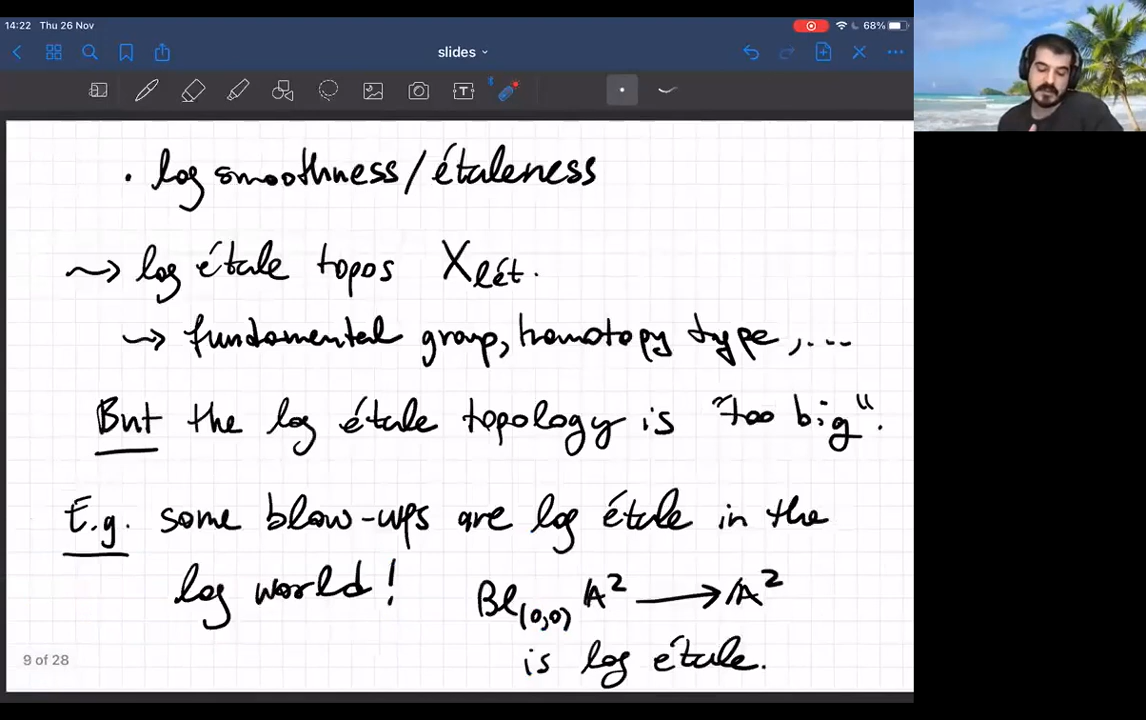 14:22 Thu 26 Nov
68%
slides
T
• log smoothness/étaleness
⇝ log étale topos X_lét.
⇝ fundamental group, homotopy type, ...
But the log étale topology is "too big".
E.g. some blow-ups are log étale in the
log world! Bl_(0,0) 𝔸² → 𝔸²
is log étale.
9 of 28